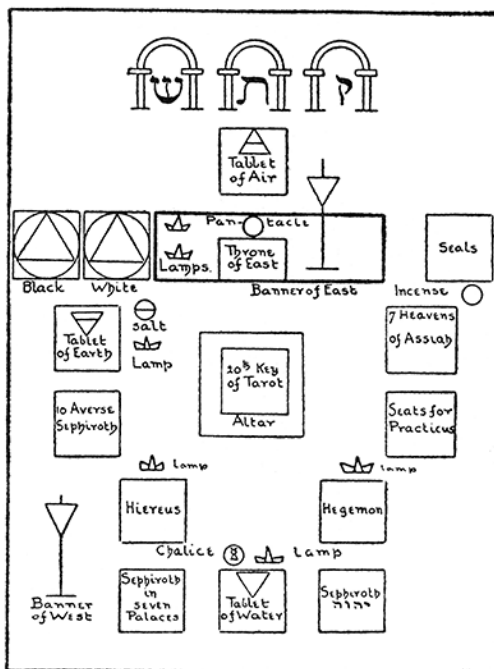 ש ת ק
Tablet
of Air
Pan-tacle
Lamps.
Throne
of East
Seals
Black White
Banner of East
Incense
Tablet
of Earth
Salt
Lamp
7 Heavens
of Assiah
20th Key
of Tarot
Altar
10 Averse
Sephiroth
Seats for
Practicus
Lamp
Lamp
Hiereus
Hegemon
Chalice
Lamp
Banner
of West
Sephiroth
in
seven
Palaces
Tablet
of Water
Sephiroth
יהוה